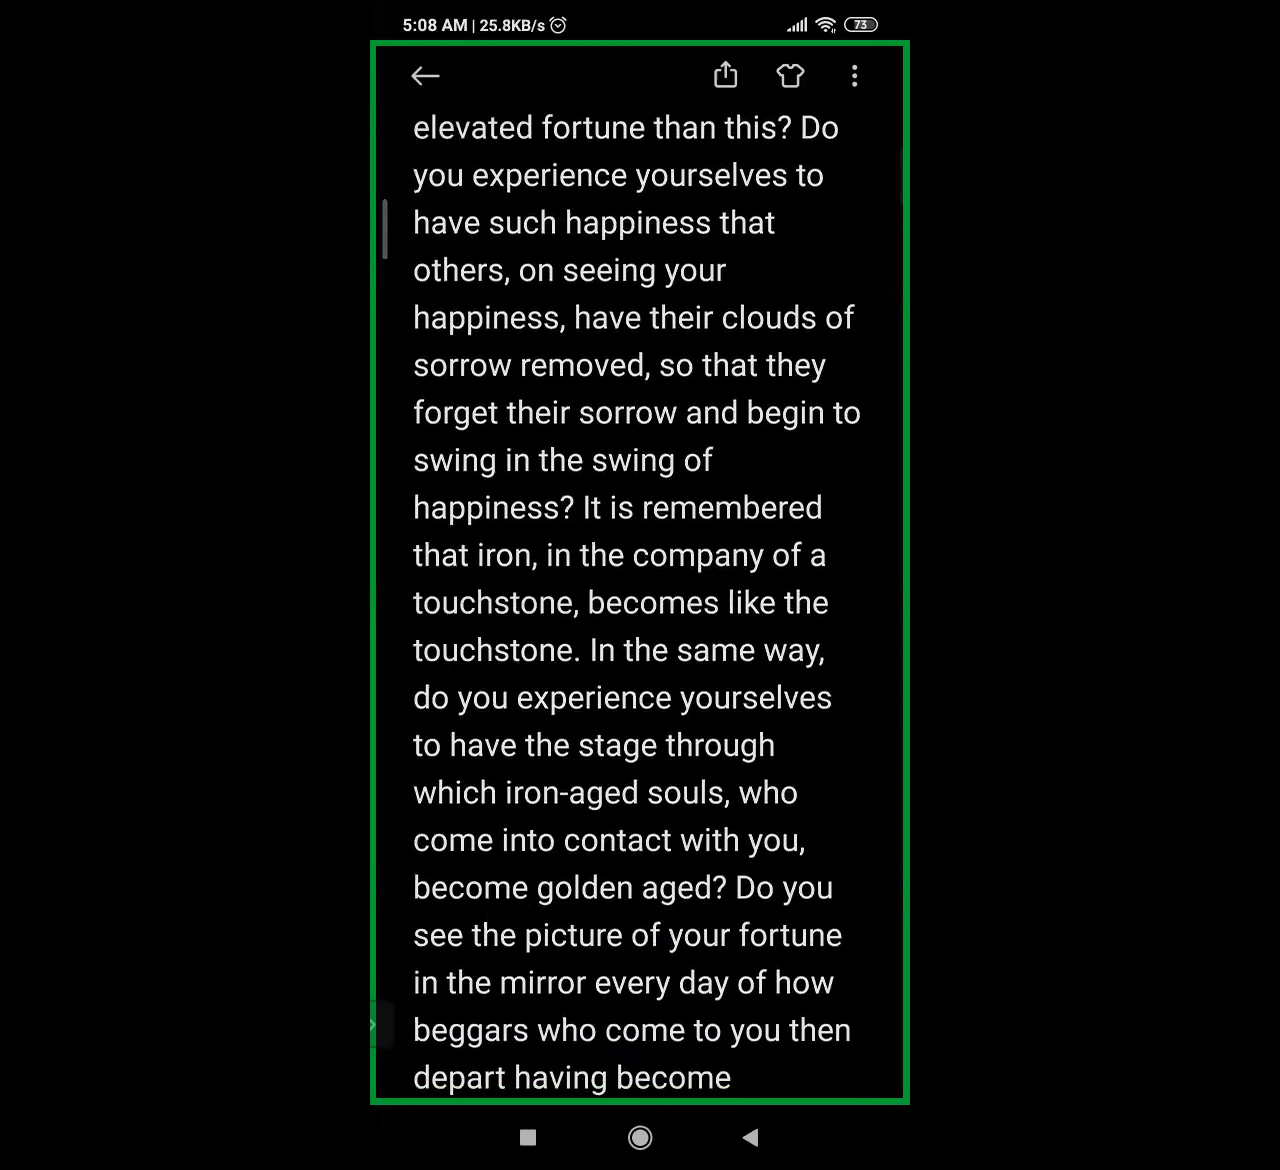 5:08 AM | 25.8KB/s 73
elevated fortune than this? Do
you experience yourselves to
have such happiness that
others, on seeing your
happiness, have their clouds of
sorrow removed, so that they
forget their sorrow and begin to
swing in the swing of
happiness? It is remembered
that iron, in the company of a
touchstone, becomes like the
touchstone. In the same way,
do you experience yourselves
to have the stage through
which iron-aged souls, who
come into contact with you,
become golden aged? Do you
see the picture of your fortune
in the mirror every day of how
beggars who come to you then
depart having become